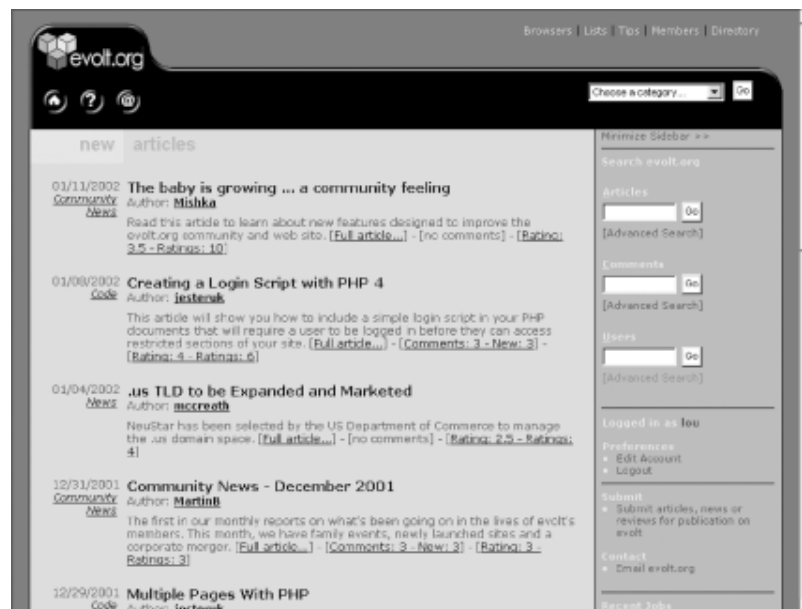 Browsers | Lists | Tips | Members | Directory
evolt.org
Choose a category...
Go
new articles
01/11/2002 The baby is growing ... a community feeling
Community Author: Mishka
News
Read this article to learn about new features designed to improve the
evolt.org community and web site. [Full article...] - [no comments] - [Rating:
3.5 - Ratings: 10]
01/08/2002 Creating a Login Script with PHP 4
Code Author: jesteruk
This article will show you how to include a simple login script in your PHP
documents that will require a user to be logged in before they can access
restricted sections of your site. [Full article...] - [Comments: 3 - New: 3] -
[Rating: 4 - Ratings: 6]
01/04/2002 .us TLD to be Expanded and Marketed
News Author: mccreath
NeuStar has been selected by the US Department of Commerce to manage
the .us domain space. [Full article...] - [no comments] - [Rating: 2.5 - Ratings:
4]
12/31/2001 Community News - December 2001
Community Author: MartinB
News
The first in our monthly reports on what's been going on in the lives of evolt's
members. This month, we have family events, newly launched sites and a
corporate merger. [Full article...] - [Comments: 3 - New: 3] - [Rating: 3 -
Ratings: 3]
12/29/2001 Multiple Pages With PHP
Code Author: jesteruk
Minimize Sidebar >>
Search evolt.org
Articles
Go
[Advanced Search]
Comments
Go
[Advanced Search]
Users
Go
[Advanced Search]
Logged in as lou
Preferences
Edit Account
Logout
Submit
Submit articles, news or
reviews for publication on
evolt
Contact
Email evolt.org
Recent Jobs